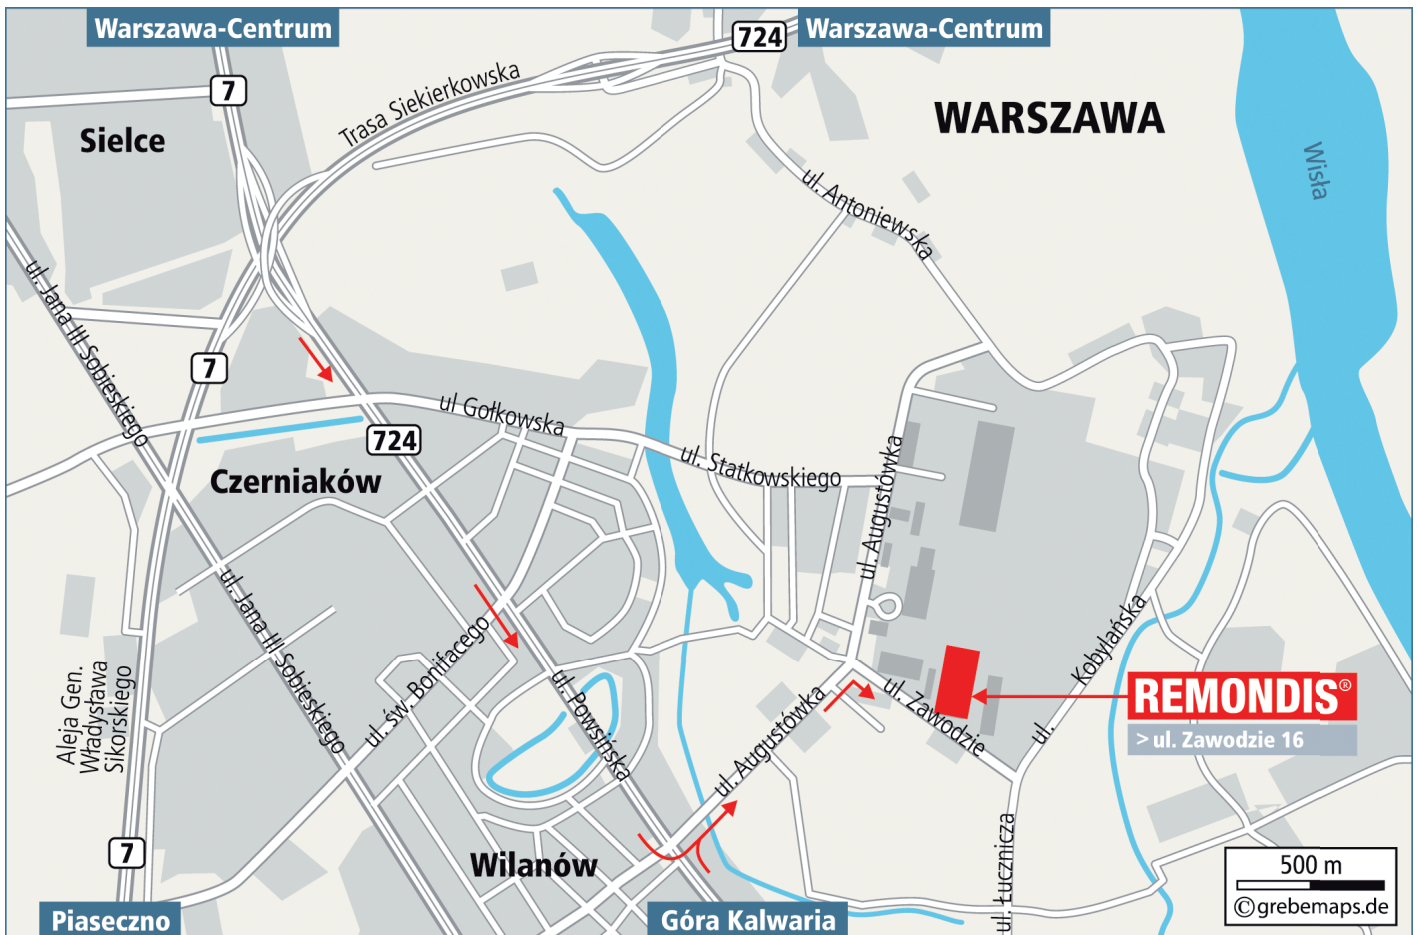 Warszawa-Centrum
724
Warszawa-Centrum
7
Trasa Siekierkowska
WARSZAWA
Sielce
Wisła
ul. Antoniewska
ul. Jana III Sobieskiego
7
ul Gołkowska
724
ul. Statkowskiego
ul. Augustówka
Czerniaków
ul. Jana III Sobieskiego
ul. św. Bonifacego
ul. Powsińska
ul. Kobylańska
Aleja Gen.
Władysława
Sikorskiego
ul. Augustówka
ul. Zawodzie
REMONDIS®
> ul. Zawodzie 16
ul. Łucznicza
7
Wilanów
500 m
© grebemaps.de
Piaseczno
Góra Kalwaria